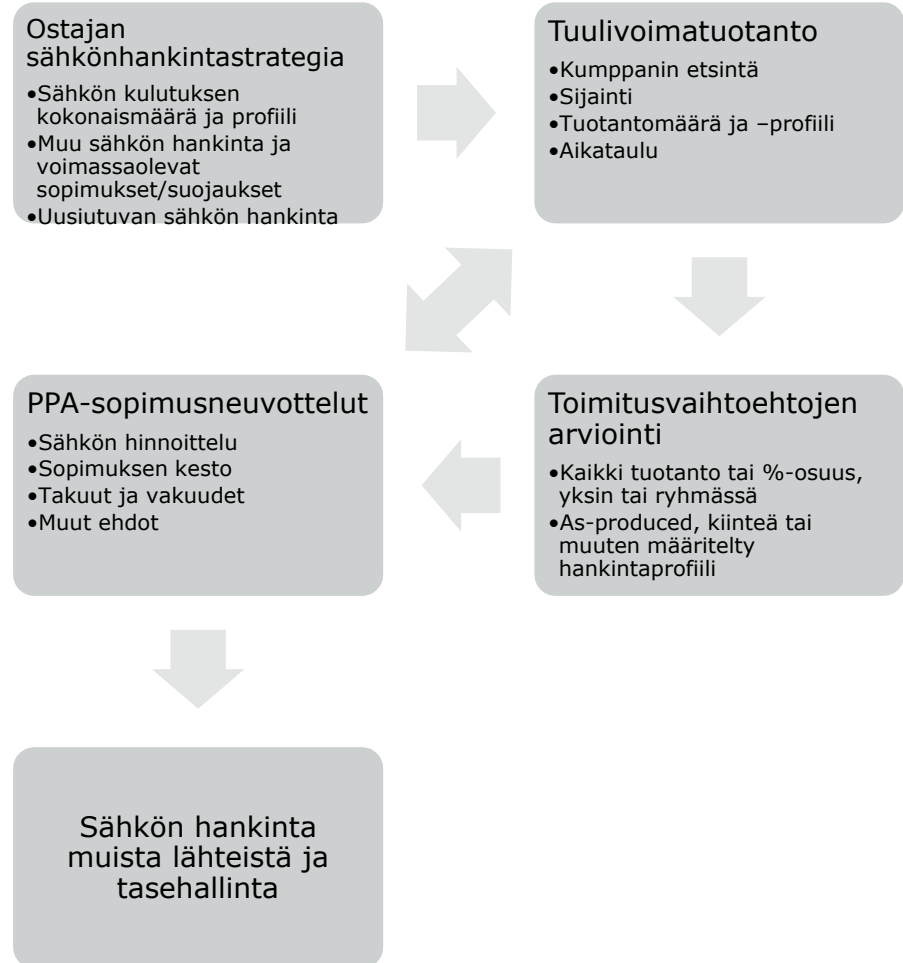 Ostajan
sähkönhankintastrategia
•Sähkön kulutuksen
kokonaismäärä ja profiili
•Muu sähkön hankinta ja
voimassaolevat
sopimukset/suojaukset
•Uusiutuvan sähkön hankinta
Tuulivoimatuotanto
•Kumppanin etsintä
•Sijainti
•Tuotantomäärä ja –profiili
•Aikataulu
Toimitusvaihtoehtojen
arviointi
•Kaikki tuotanto tai %-osuus,
yksin tai ryhmässä
•As-produced, kiinteä tai
muuten määritelty
hankintaprofiili
PPA-sopimusneuvottelut
•Sähkön hinnoittelu
•Sopimuksen kesto
•Takuut ja vakuudet
•Muut ehdot
Sähkön hankinta
muista lähteistä ja
tasehallinta